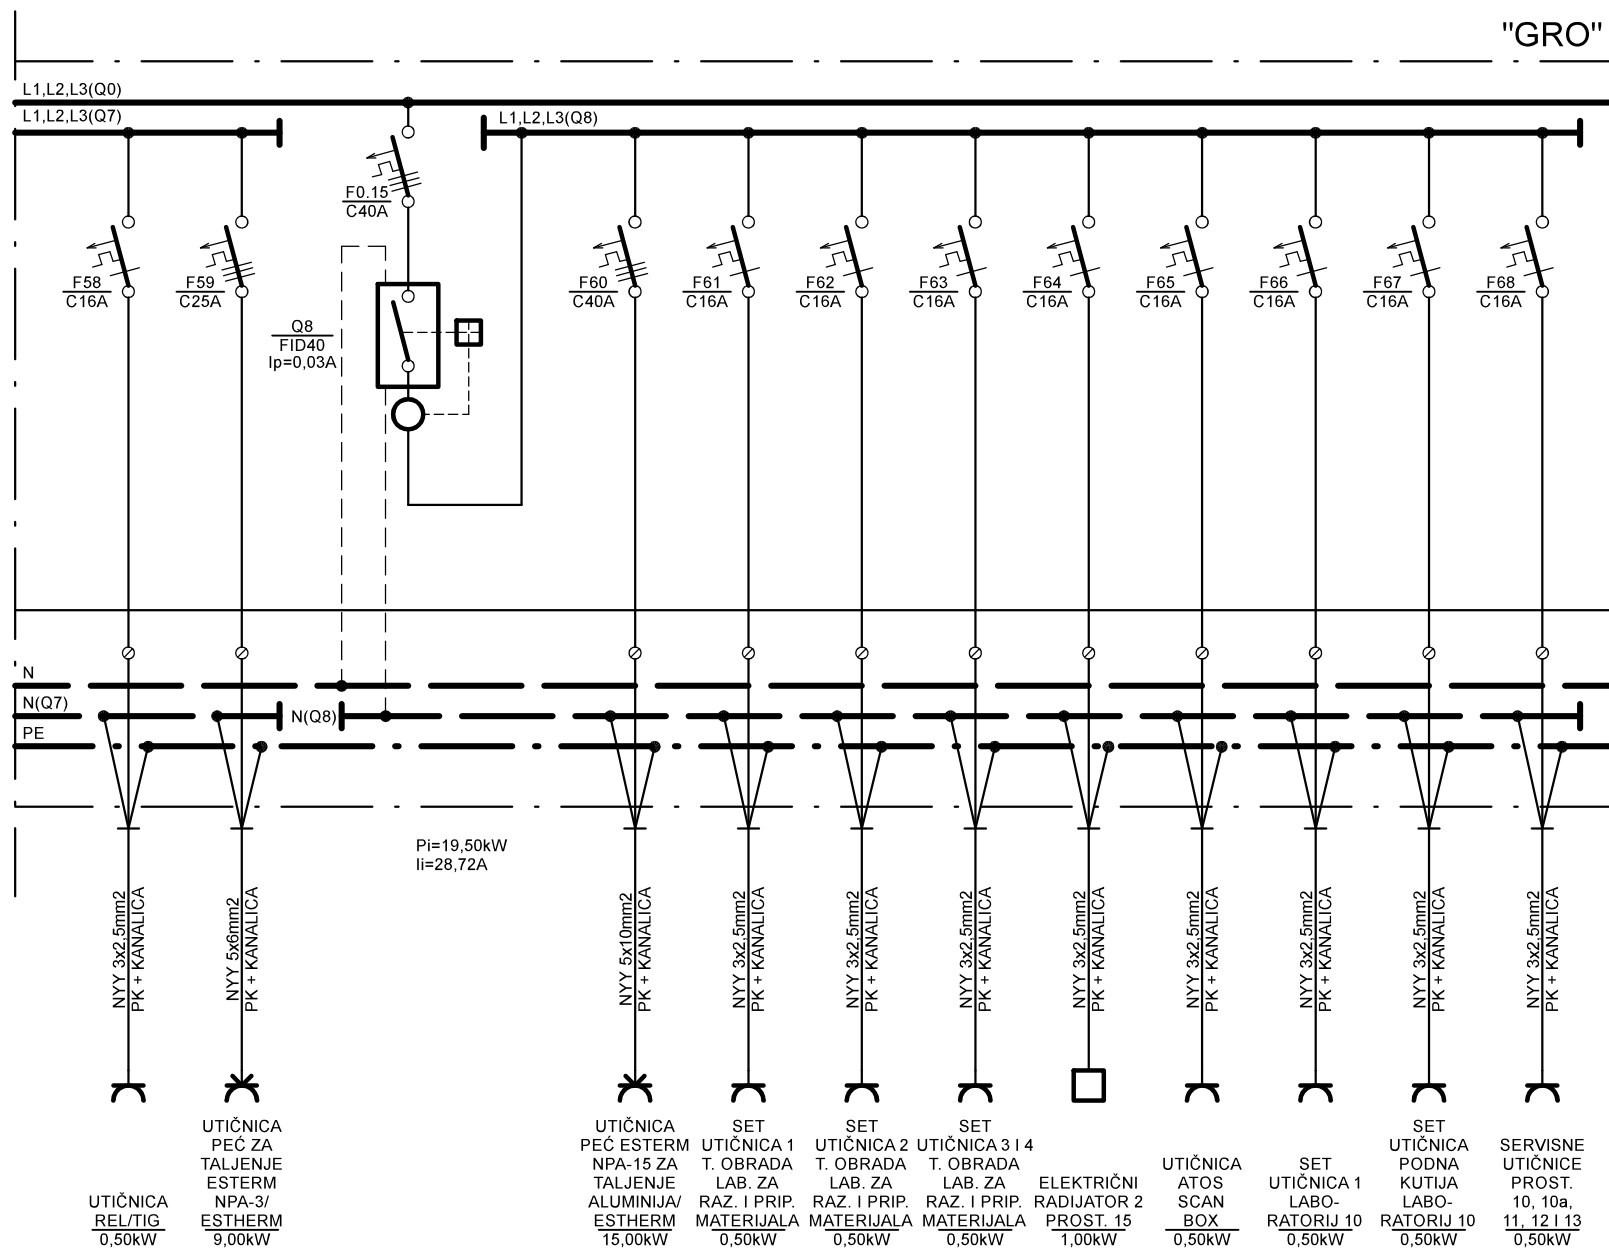 "GRO"
L1,L2,L3(Q0)
L1,L2,L3(Q7)
L1,L2,L3(Q8)
F0.15
C40A
F58
C16A
F59
C25A
F60
C40A
F61
C16A
F62
C16A
F63
C16A
F64
C16A
F65
C16A
F66
C16A
F67
C16A
F68
C16A
Q8
FID40
Ip=0,03A
N
N(Q7)
N(Q8)
PE
Pi=19,50kW
Ii=28,72A
NYY 3x2,5mm2
PK + KANALICA
NYY 5x6mm2
PK + KANALICA
NYY 5x10mm2
PK + KANALICA
NYY 3x2,5mm2
PK + KANALICA
NYY 3x2,5mm2
PK + KANALICA
NYY 3x2,5mm2
PK + KANALICA
NYY 3x2,5mm2
PK + KANALICA
NYY 3x2,5mm2
PK + KANALICA
NYY 3x2,5mm2
PK + KANALICA
NYY 3x2,5mm2
PK + KANALICA
NYY 3x2,5mm2
PK + KANALICA
UTIČNICA
REL/TIG
0,50kW
UTIČNICA
PEĆ ZA
TALJENJE
ESTERM
NPA-3/
ESTHERM
9,00kW
UTIČNICA
PEĆ ESTERM
NPA-15 ZA
TALJENJE
ALUMINIJA/
ESTHERM
15,00kW
SET
UTIČNICA 1
T. OBRADA
LAB. ZA
RAZ. I PRIP.
MATERIJALA
0,50kW
SET
UTIČNICA 2
T. OBRADA
LAB. ZA
RAZ. I PRIP.
MATERIJALA
0,50kW
SET
UTIČNICA 3 I 4
T. OBRADA
LAB. ZA
RAZ. I PRIP.
MATERIJALA
0,50kW
ELEKTRIČNI
RADIJATOR 2
PROST. 15
1,00kW
UTIČNICA
ATOS
SCAN
BOX
0,50kW
SET
UTIČNICA 1
LABO-
RATORIJ 10
0,50kW
SET
UTIČNICA
PODNA
KUTIJA
LABO-
RATORIJ 10
0,50kW
SERVISNE
UTIČNICE
PROST.
10, 10a,
11, 12 I 13
0,50kW